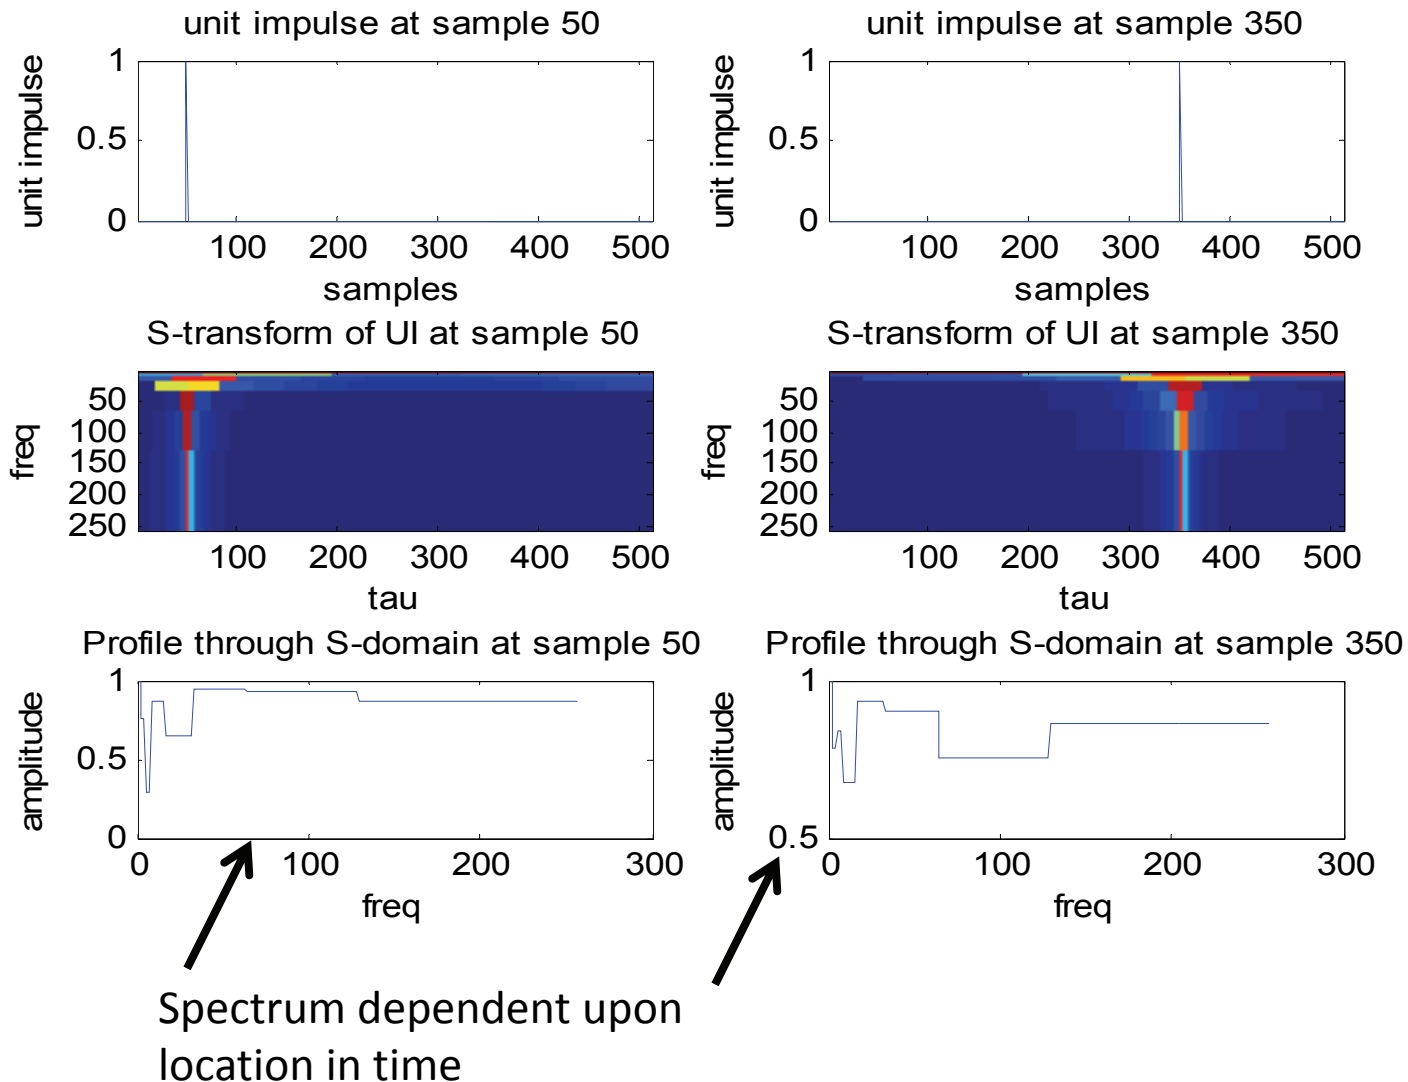 unit impulse at sample 50
unit impulse
1
0.5
0
100 200 300 400 500
samples
unit impulse at sample 350
unit impulse
1
0.5
0
100 200 300 400 500
samples
S-transform of UI at sample 50
freq
50
100
150
200
250
100 200 300 400 500
tau
S-transform of UI at sample 350
freq
50
100
150
200
250
100 200 300 400 500
tau
Profile through S-domain at sample 50
amplitude
1
0.5
0
0 100 200 300
freq
Profile through S-domain at sample 350
amplitude
1
0.5
0 100 200 300
freq
Spectrum dependent upon
location in time